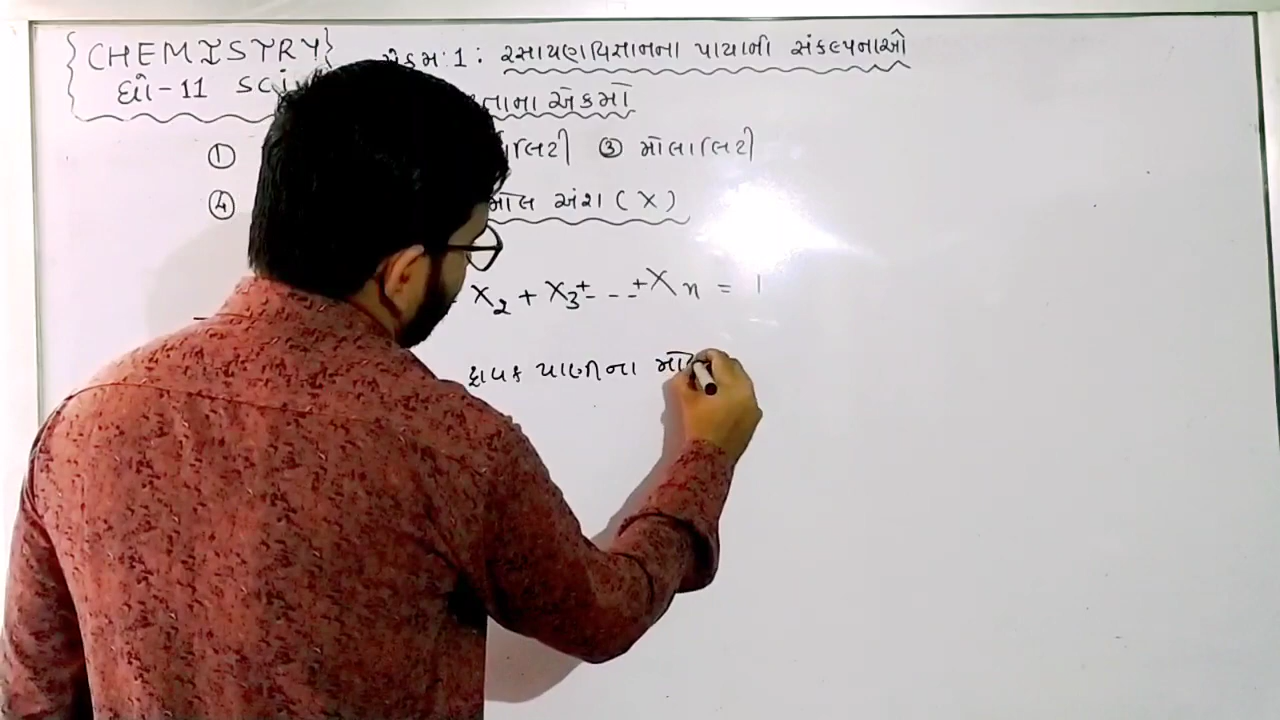 {CHEMISTRY} એકમ:1: રસાયણવિજ્ઞાનના પાયાની સંકલ્પનાઓ
ધો-11 Sci તાના એકમો
① લિટી ③ મોલાલિટી
④ મોલ અંશ (X)
X₂ + X₃ + --- + Xₙ = 1
દ્રાવક પાણીના મોલ